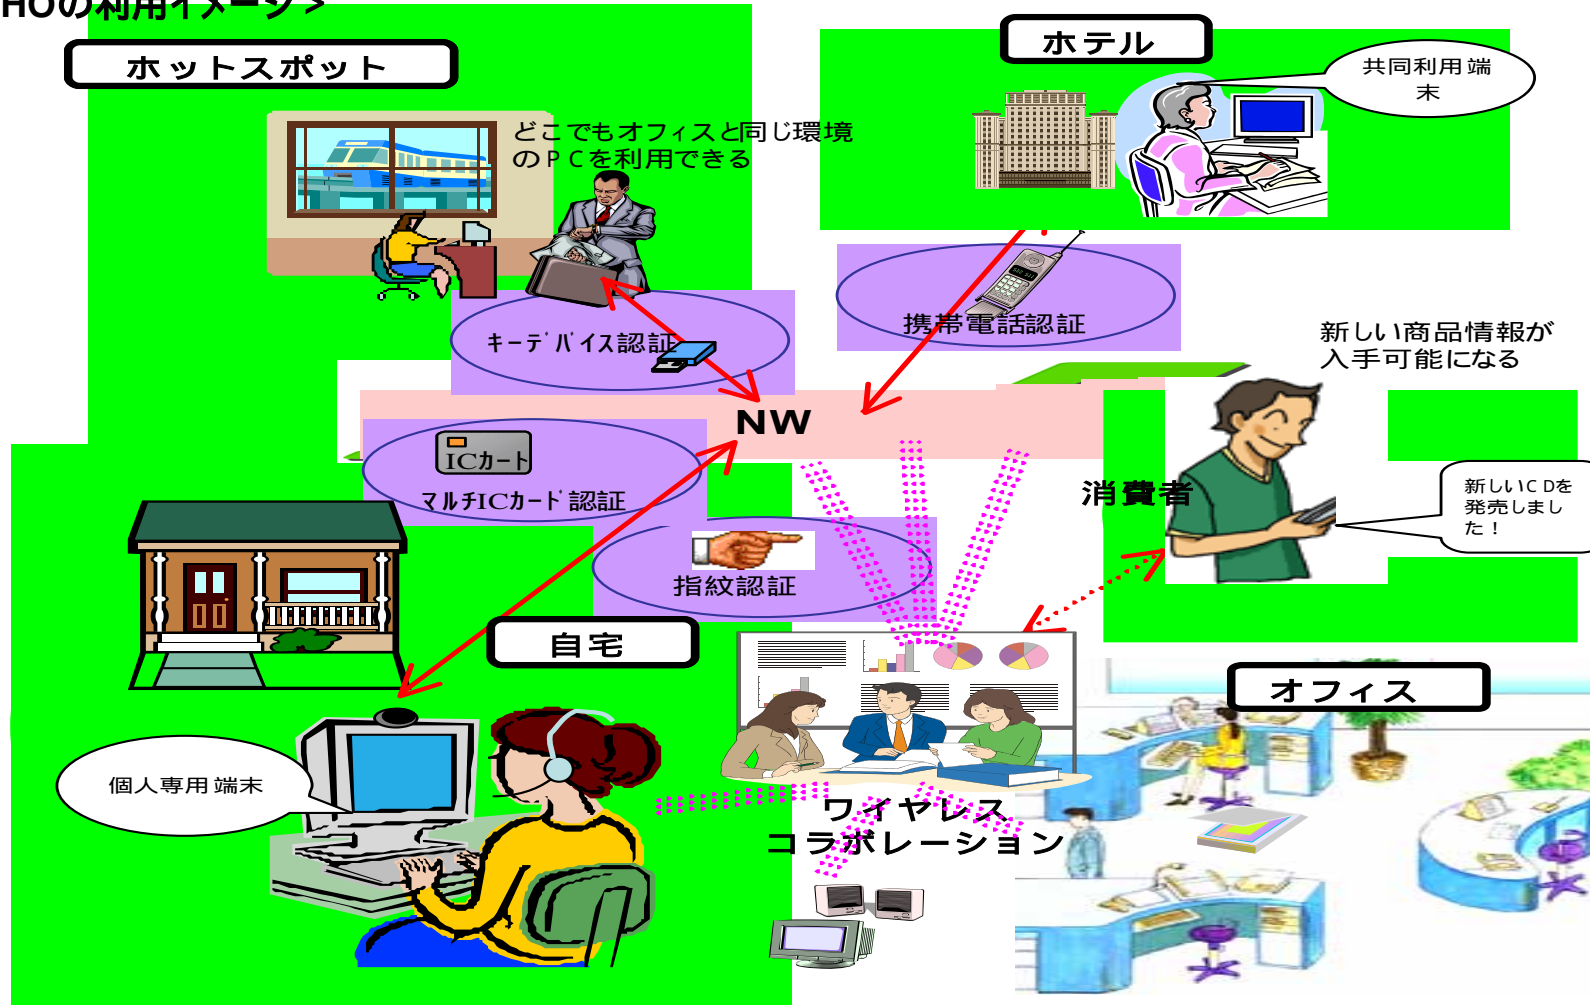 HOの利用イメージ＞
ホットスポット
ホテル
共同利用端
末
どこでもオフィスと同じ環境
のPCを利用できる
キーデバイス認証
携帯電話認証
新しい商品情報が
入手可能になる
NW
ICカード
マルチICカード認証
消費者
新しいCDを
発売しまし
た！
指紋認証
自宅
オフィス
個人専用端末
ワイヤレス
コラボレーション